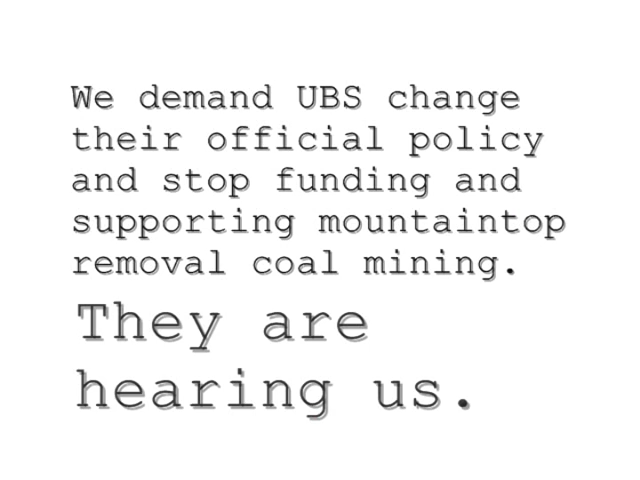 We demand UBS change
their official policy
and stop funding and
supporting mountaintop
removal coal mining.
They are
hearing us.